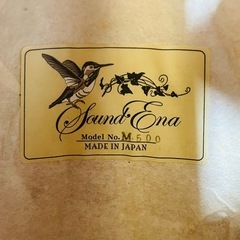 Sound Ena
Model No. M-500
MADE IN JAPAN